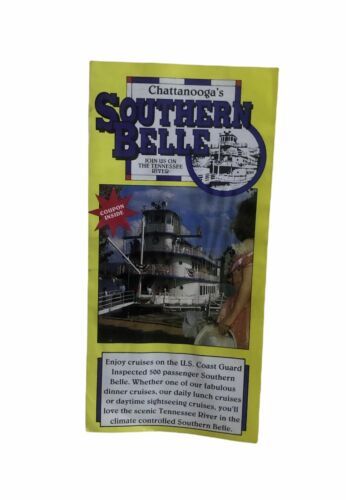 Chattanooga's
SOUTHERN
BELLE
JOIN US ON
THE TENNESSEE
RIVER!
COUPON
INSIDE
Enjoy cruises on the U.S. Coast Guard
Inspected 500 passenger Southern
Belle. Whether one of our fabulous
dinner cruises, our daily lunch cruises
or daytime sightseeing cruises, you'll
love the scenic Tennessee River in the
climate controlled Southern Belle.